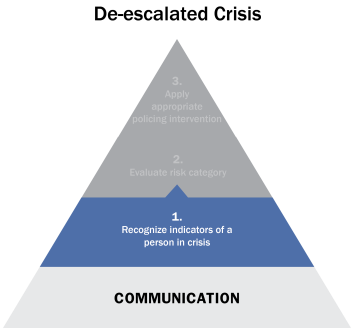 De-escalated Crisis
3.
Apply
appropriate
policing intervention
2.
Evaluate risk category
1.
Recognize indicators of a
person in crisis
COMMUNICATION